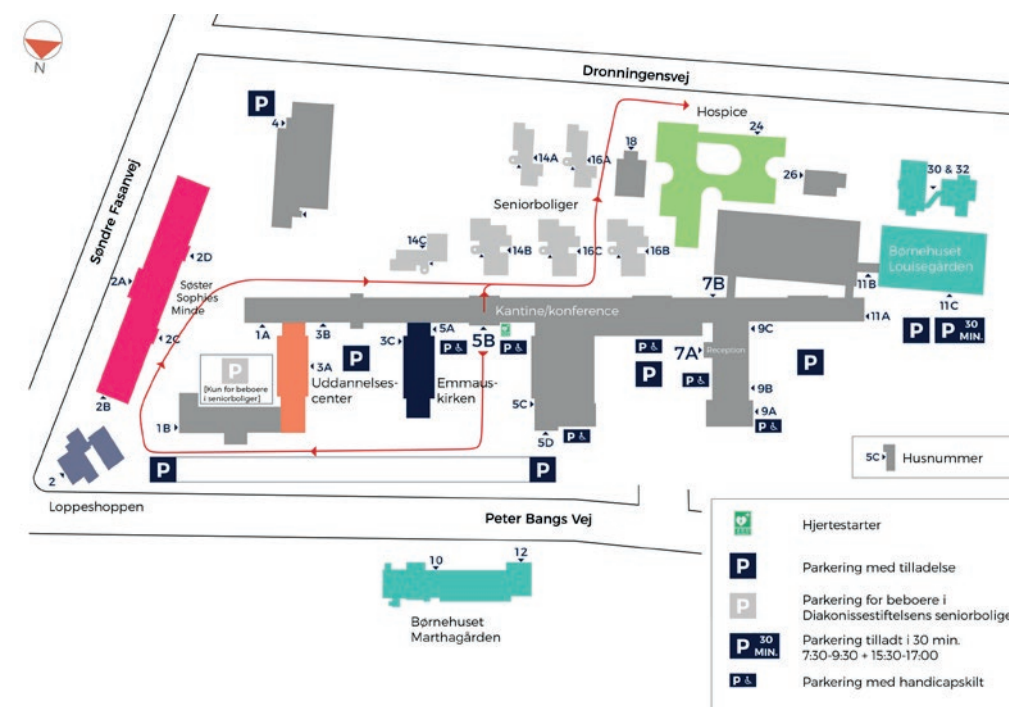 N
Dronningensvej
Søndre Fasanvej
P
4
Hospice
24
18
14A
16A
26
30 & 32
Seniorboliger
14C
14B
16C
16B
Børnehuset
Louisegården
2D
2A
Søster
Sophies
Minde
2C
2B
7B
11B
11C
11A
Kantine/konference
1A
3B
3C
5A
5B
P
P
P
7A
Reception
9C
P
P
P
P 30
MIN.
P
P
P
3A
Uddannelses-
center
Emmaus-
kirken
P
[Kun for beboere
i seniorboliger]
1B
5C
5D
P
9B
9A
P
2
Loppeshoppen
P
P
5C
Husnummer
Peter Bangs Vej
10
12
Børnehuset
Marthagården
Hjertestarter
P
Parkering med tilladelse
P
Parkering for beboere i
Diakonissestiftelsens seniorbolige
P 30
MIN.
Parkering tilladt i 30 min.
7:30-9:30 + 15:30-17:00
P
Parkering med handicapskilt